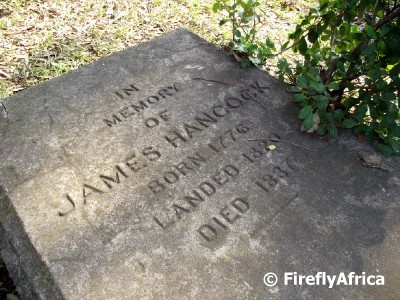 IN
MEMORY
OF
JAMES HANCOCK
BORN 1776
LANDED 1820
DIED 1837
© FireflyAfrica